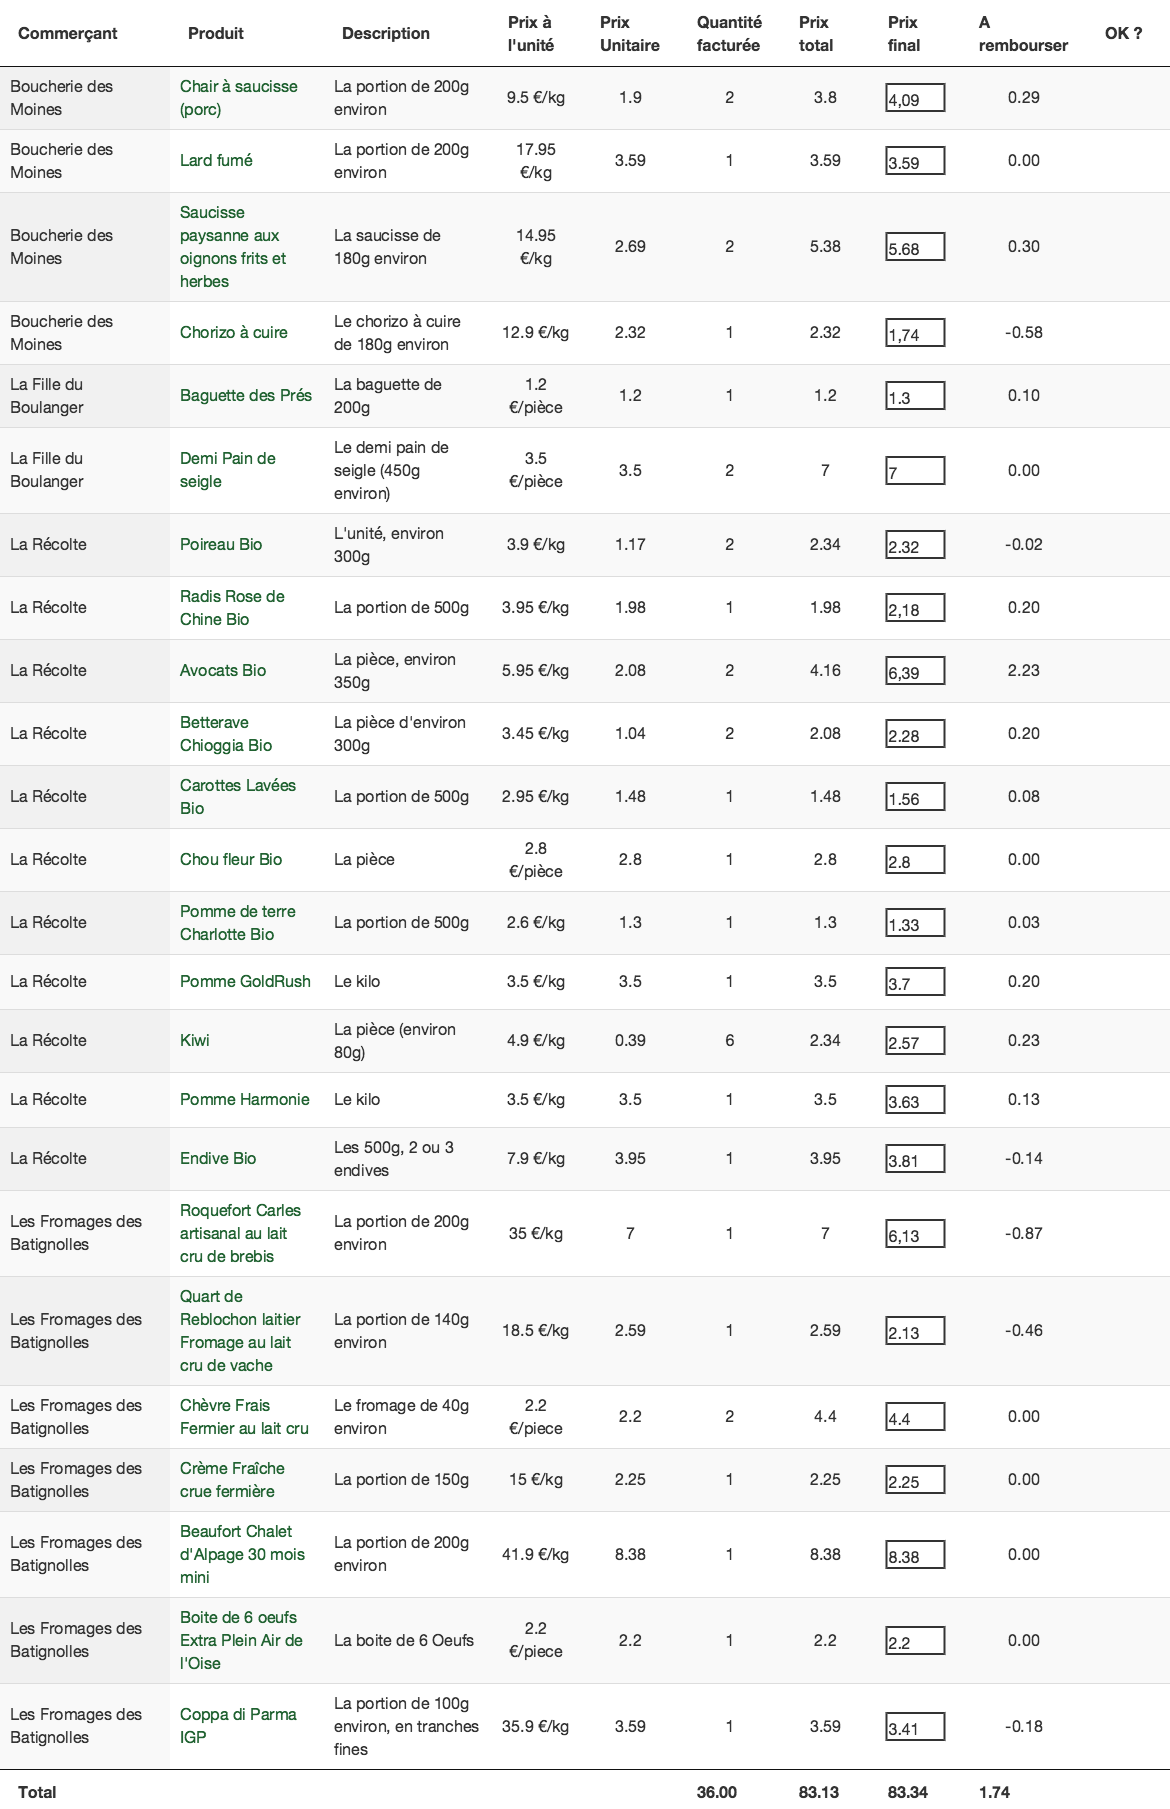 Commerçant Produit Description Prix à l'unité Prix Unitaire Quantité facturée Prix total Prix final A rembourser OK ?
Boucherie des Moines Chair à saucisse (porc) La portion de 200g environ 9.5 €/kg 1.9 2 3.8 4,09 0.29
Boucherie des Moines Lard fumé La portion de 200g environ 17.95 €/kg 3.59 1 3.59 3.59 0.00
Boucherie des Moines Saucisse paysanne aux oignons frits et herbes La saucisse de 180g environ 14.95 €/kg 2.69 2 5.38 5.68 0.30
Boucherie des Moines Chorizo à cuire Le chorizo à cuire de 180g environ 12.9 €/kg 2.32 1 2.32 1,74 -0.58
La Fille du Boulanger Baguette des Prés La baguette de 200g 1.2 €/pièce 1.2 1 1.2 1.3 0.10
La Fille du Boulanger Demi Pain de seigle Le demi pain de seigle (450g environ) 3.5 €/pièce 3.5 2 7 7 0.00
La Récolte Poireau Bio L'unité, environ 300g 3.9 €/kg 1.17 2 2.34 2.32 -0.02
La Récolte Radis Rose de Chine Bio La portion de 500g 3.95 €/kg 1.98 1 1.98 2,18 0.20
La Récolte Avocats Bio La pièce, environ 350g 5.95 €/kg 2.08 2 4.16 6,39 2.23
La Récolte Betterave Chioggia Bio La pièce d'environ 300g 3.45 €/kg 1.04 2 2.08 2.28 0.20
La Récolte Carottes Lavées Bio La portion de 500g 2.95 €/kg 1.48 1 1.48 1.56 0.08
La Récolte Chou fleur Bio La pièce 2.8 €/pièce 2.8 1 2.8 2.8 0.00
La Récolte Pomme de terre Charlotte Bio La portion de 500g 2.6 €/kg 1.3 1 1.3 1.33 0.03
La Récolte Pomme GoldRush Le kilo 3.5 €/kg 3.5 1 3.5 3.7 0.20
La Récolte Kiwi La pièce (environ 80g) 4.9 €/kg 0.39 6 2.34 2.57 0.23
La Récolte Pomme Harmonie Le kilo 3.5 €/kg 3.5 1 3.5 3.63 0.13
La Récolte Endive Bio Les 500g, 2 ou 3 endives 7.9 €/kg 3.95 1 3.95 3.81 -0.14
Les Fromages des Batignolles Roquefort Carles artisanal au lait cru de brebis La portion de 200g environ 35 €/kg 7 1 7 6,13 -0.87
Les Fromages des Batignolles Quart de Reblochon laitier Fromage au lait cru de vache La portion de 140g environ 18.5 €/kg 2.59 1 2.59 2.13 -0.46
Les Fromages des Batignolles Chèvre Frais Fermier au lait cru Le fromage de 40g environ 2.2 €/piece 2.2 2 4.4 4.4 0.00
Les Fromages des Batignolles Crème Fraîche crue fermière La portion de 150g 15 €/kg 2.25 1 2.25 2.25 0.00
Les Fromages des Batignolles Beaufort Chalet d'Alpage 30 mois mini La portion de 200g environ 41.9 €/kg 8.38 1 8.38 8.38 0.00
Les Fromages des Batignolles Boite de 6 oeufs Extra Plein Air de l'Oise La boite de 6 Oeufs 2.2 €/piece 2.2 1 2.2 2.2 0.00
Les Fromages des Batignolles Coppa di Parma IGP La portion de 100g environ, en tranches fines 35.9 €/kg 3.59 1 3.59 3.41 -0.18
Total 36.00 83.13 83.34 1.74